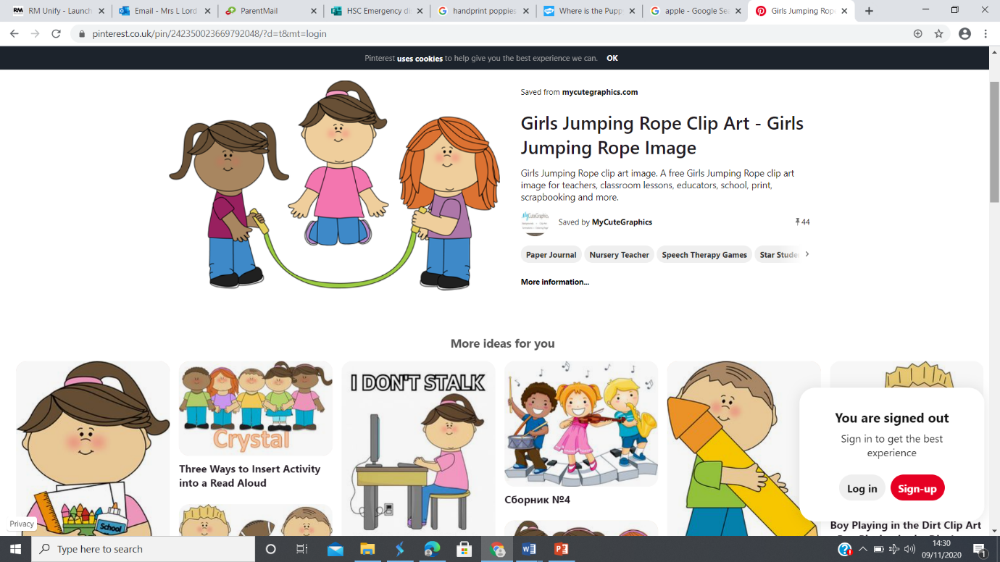 RM Unify - Launch
Email - Mrs L Lord
ParentMail
HSC Emergency di
handprint poppies
Where is the Pupp
apple - Google Sea
Girls Jumping Rop
pinterest.co.uk/pin/242350023669792048/?d=t&mt=login
Pinterest uses cookies to help give you the best experience we can. OK
Saved from mycutegraphics.com
Girls Jumping Rope Clip Art - Girls
Jumping Rope Image
Girls Jumping Rope clip art image. A free Girls Jumping Rope clip art
image for teachers, classroom lessons, educators, school, print,
scrapbooking and more.
MyCuteGraphics
Saved by MyCuteGraphics
44
Paper Journal
Nursery Teacher
Speech Therapy Games
Star Stude
More information...
More ideas for you
School
Crystal
Three Ways to Insert Activity
into a Read Aloud
I DON'T STALK
Сборник №4
You are signed out
Sign in to get the best
experience
Log in
Sign-up
Boy Playing in the Dirt Clip Art
Privacy
Type here to search
14:30
09/11/2020
1